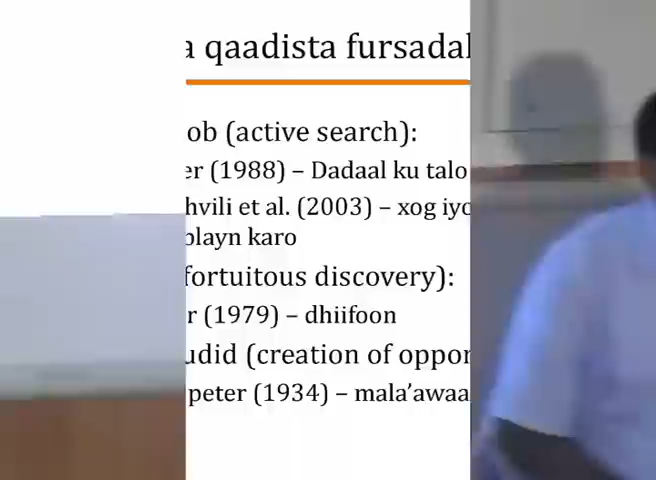 a qaadista fursada
ob (active search):
er (1988) – Dadaal ku talo
hvili et al. (2003) – xog iyo
olayn karo
fortuitous discovery):
r (1979) – dhiifoon
udid (creation of oppor
peter (1934) – mala’awaa